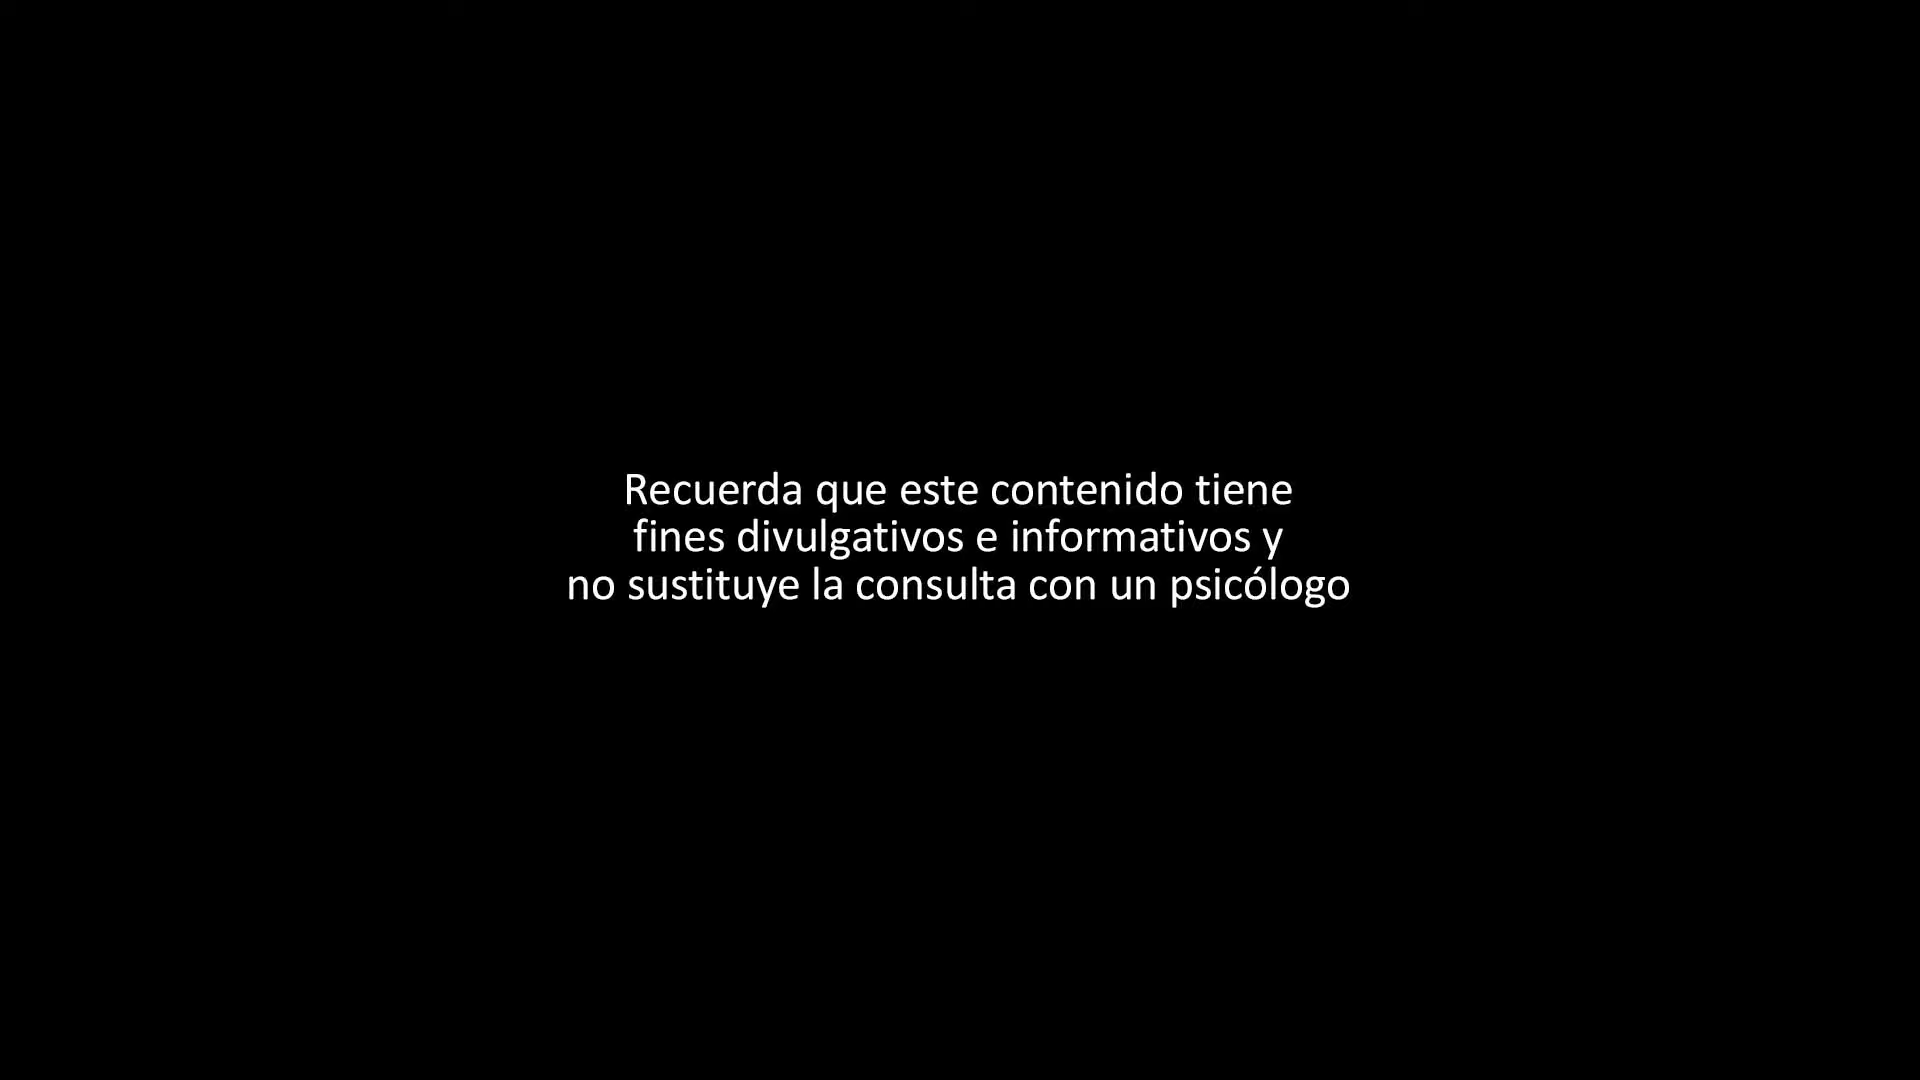 Recuerda que este contenido tiene
fines divulgativos e informativos y
no sustituye la consulta con un psicólogo